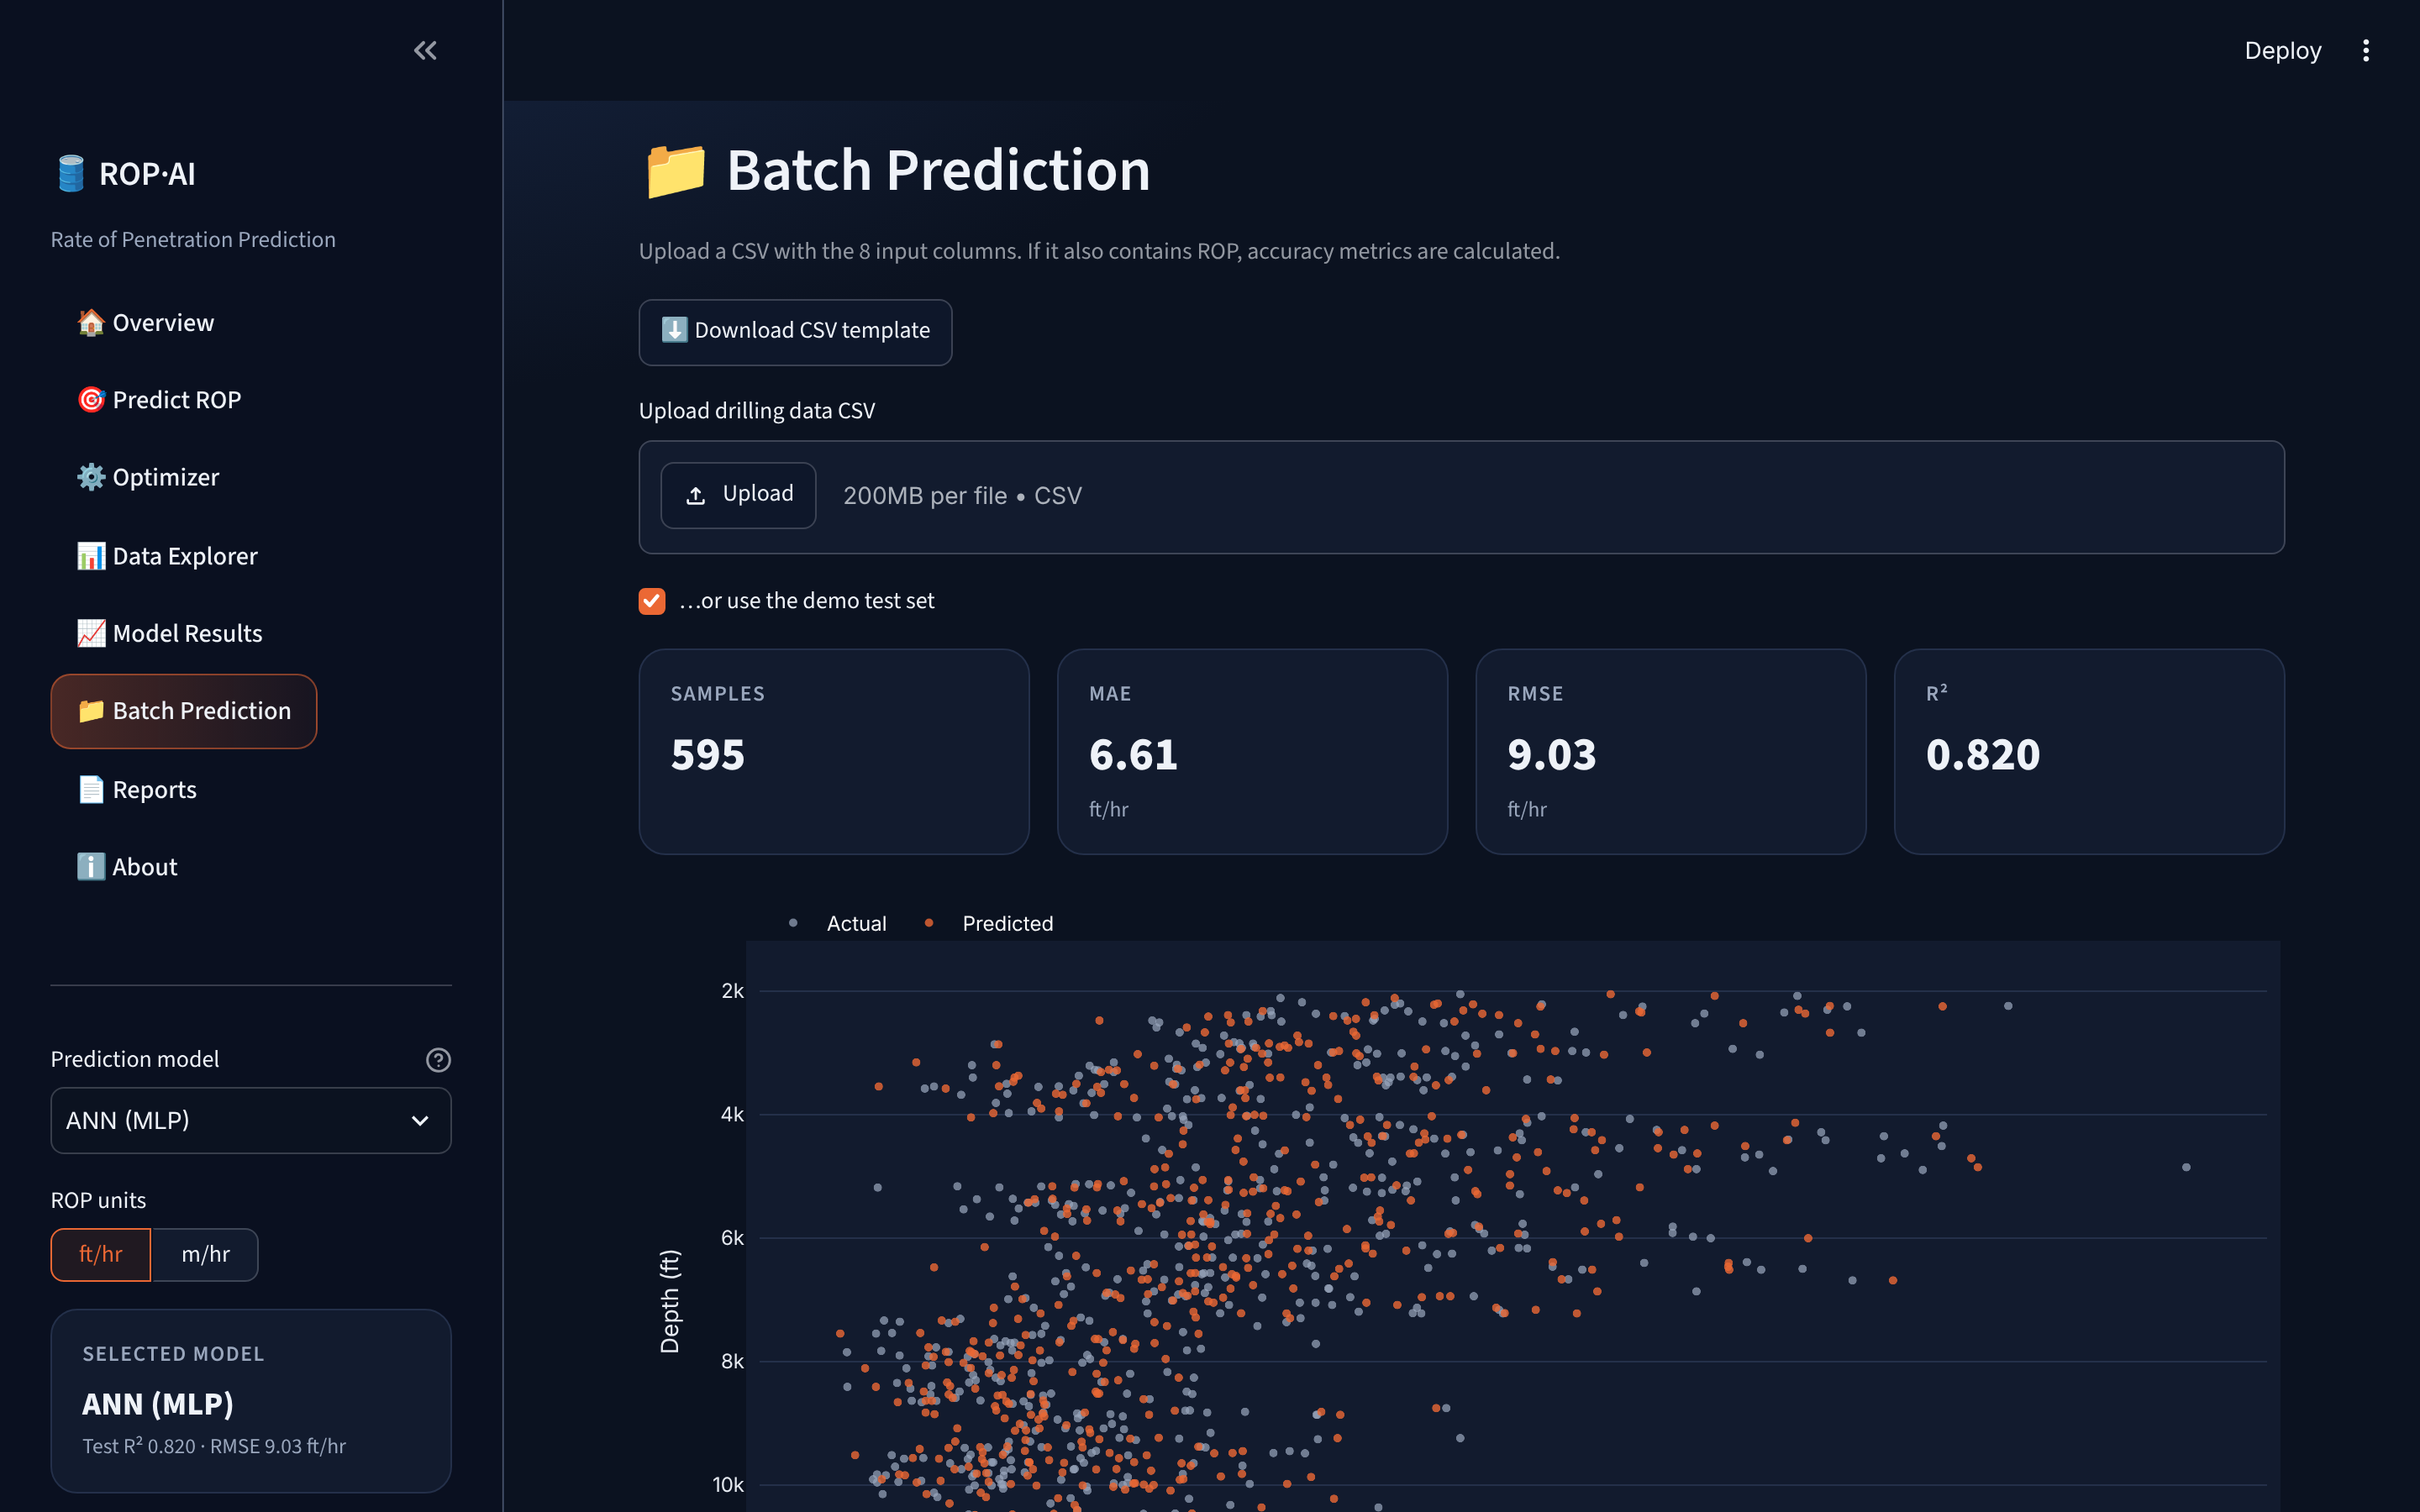 Deploy
ROP·AI
Rate of Penetration Prediction
Overview
Predict ROP
Optimizer
Data Explorer
Model Results
Batch Prediction
Reports
About
Prediction model
ANN (MLP)
ROP units
ft/hr
m/hr
SELECTED MODEL
ANN (MLP)
Test R² 0.820 · RMSE 9.03 ft/hr
Batch Prediction
Upload a CSV with the 8 input columns. If it also contains ROP, accuracy metrics are calculated.
Download CSV template
Upload drilling data CSV
Upload
200MB per file • CSV
…or use the demo test set
SAMPLES
595
MAE
6.61
ft/hr
RMSE
9.03
ft/hr
R²
0.820
Actual
Predicted
2k
4k
6k
8k
10k
Depth (ft)